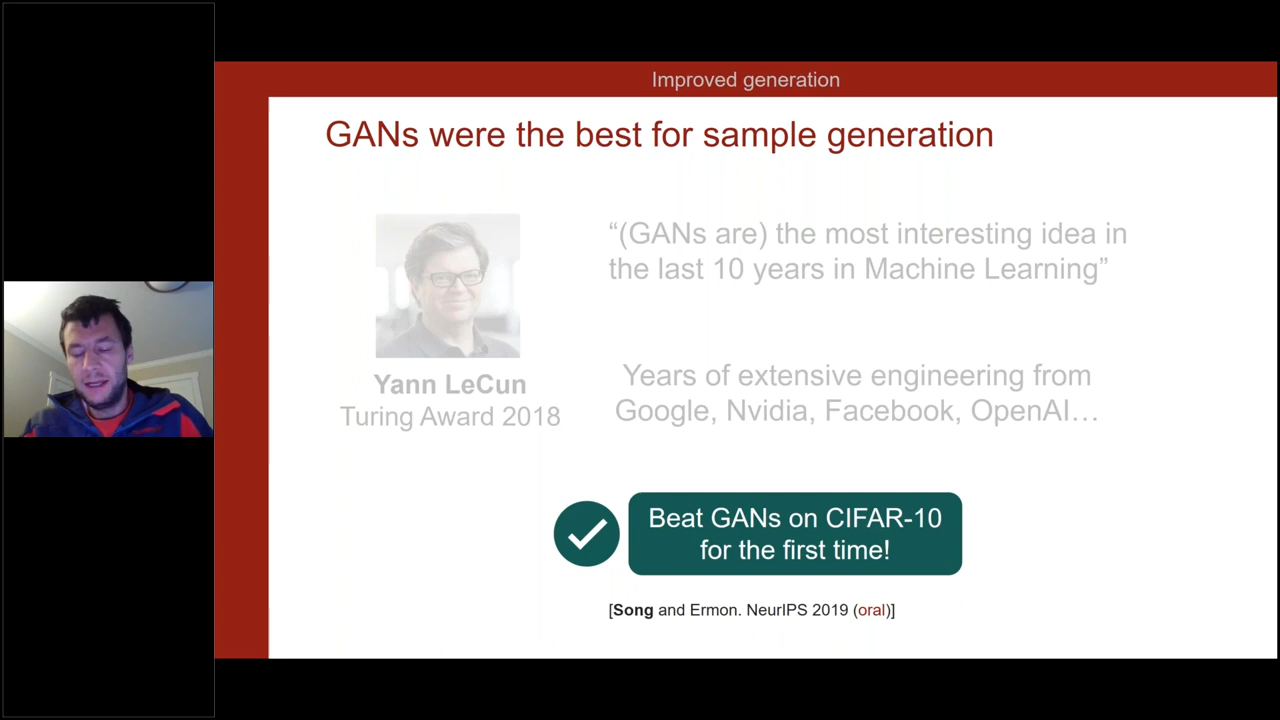 Improved generation
GANs were the best for sample generation
“(GANs are) the most interesting idea in
the last 10 years in Machine Learning”
Yann LeCun
Turing Award 2018
Years of extensive engineering from
Google, Nvidia, Facebook, OpenAI…
Beat GANs on CIFAR-10
for the first time!
[Song and Ermon. NeurIPS 2019 (oral)]